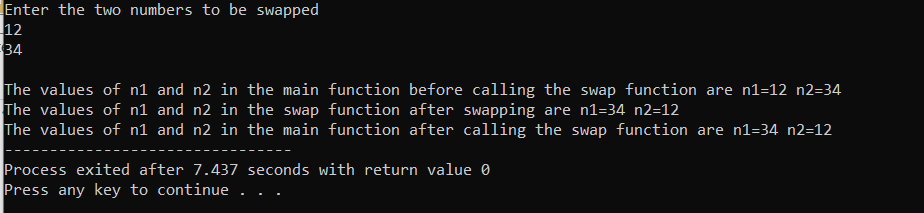 Enter the two numbers to be swapped
12
34
The values of n1 and n2 in the main function before calling the swap function are n1=12 n2=34
The values of n1 and n2 in the swap function after swapping are n1=34 n2=12
The values of n1 and n2 in the main function after calling the swap function are n1=34 n2=12
--------------------------------
Process exited after 7.437 seconds with return value 0
Press any key to continue . . .